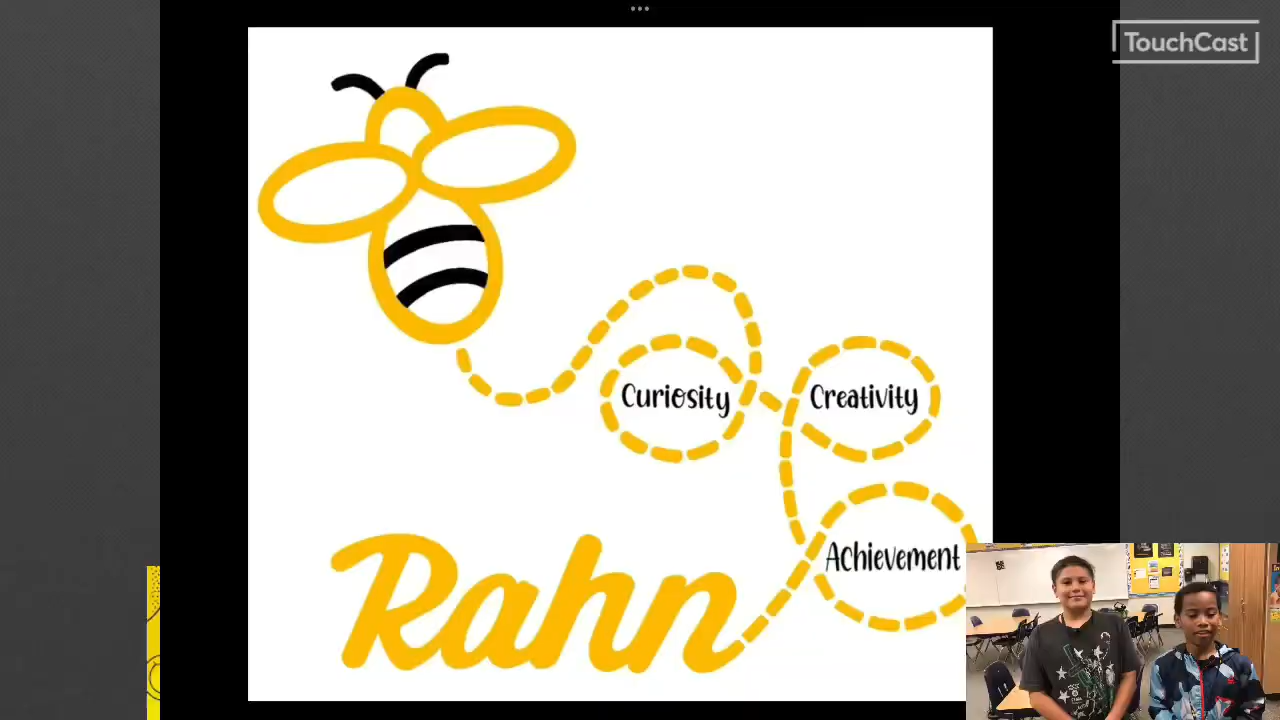 TouchCast
Curiosity
Creativity
Achievement
Rahn